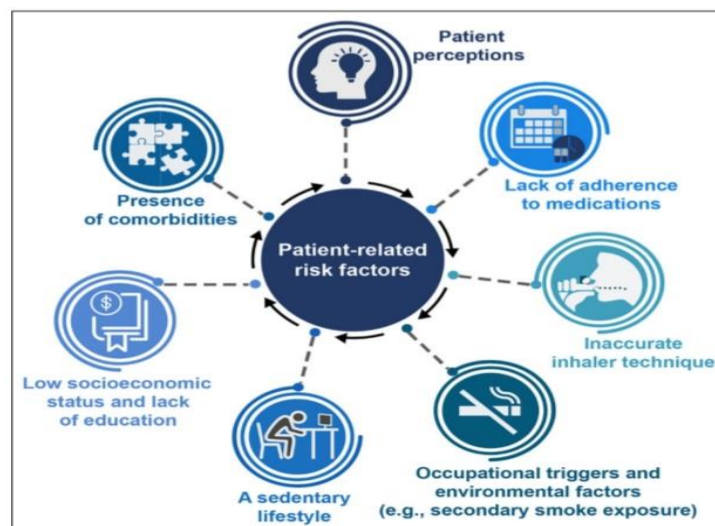 Patient
perceptions
Lack of adherence
to medications
Inaccurate
inhaler technique
Occupational triggers and
environmental factors
(e.g., secondary smoke exposure)
A sedentary
lifestyle
$
Low socioeconomic
status and lack
of education
Presence
of comorbidities
Patient-related
risk factors